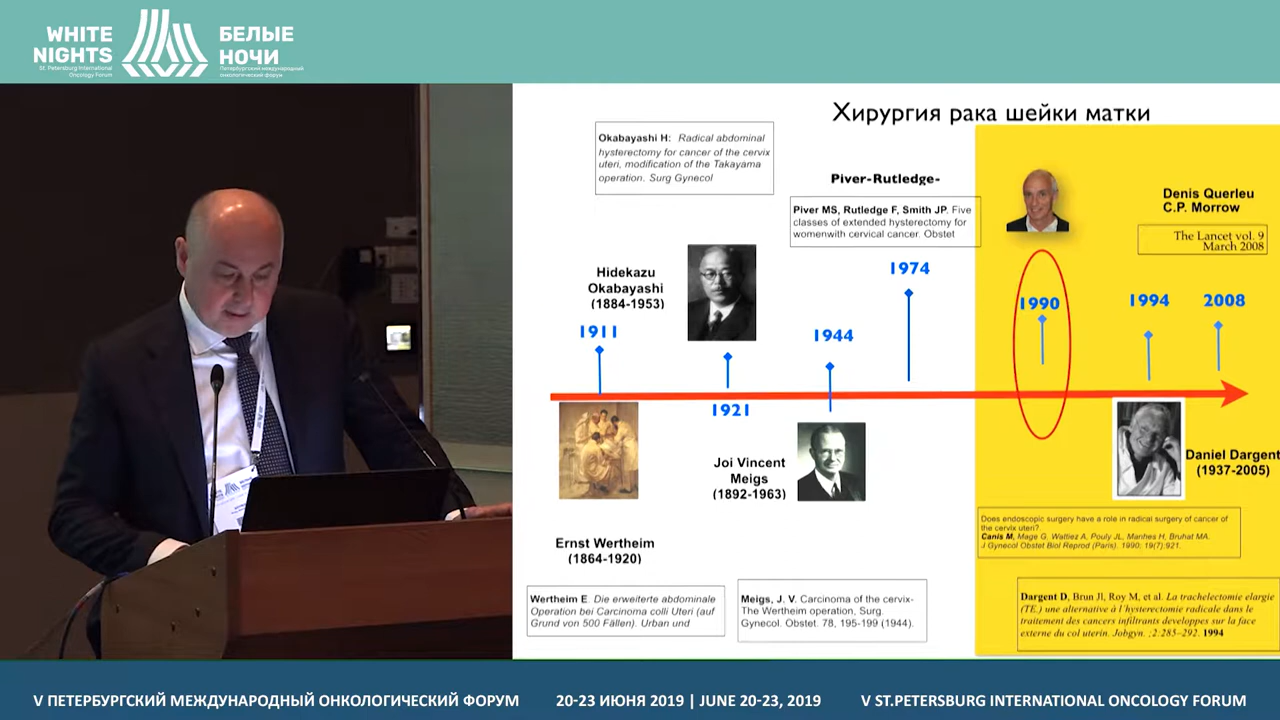 WHITE
NIGHTS
St. Petersburg International
Oncology Forum
БЕЛЫЕ
НОЧИ
Петербургский международный
онкологический форум
Хирургия рака шейки матки
Okabayashi H: Radical abdominal
hysterectomy for cancer of the cervix
uteri, modification of the Takayama
operation. Surg Gynecol
Piver-Rutledge-
Piver MS, Rutledge F, Smith JP. Five
classes of extended hysterectomy for
womenwith cervical cancer. Obstet
Denis Querleu
C.P. Morrow
The Lancet vol. 9
March 2008
Hidekazu
Okabayashi
(1884-1953)
1911
1921
1944
1974
1990
1994
2008
Joi Vincent
Meigs
(1892-1963)
Daniel Dargent
(1937-2005)
Ernst Wertheim
(1864-1920)
Does endoscopic surgery have a role in radical surgery of cancer of
the cervix uteri?.
Canis M, Mage G, Wattiez A, Pouly JL, Manhes H, Bruhat MA.
J Gynecol Obstet Biol Reprod (Paris). 1990; 19(7):921.
Wertheim E. Die erweiterte abdominale
Operation bei Carcinoma colli Uteri (auf
Grund von 500 Fällen). Urban und
Meigs, J. V. Carcinoma of the cervix-
The Wertheim operation, Surg.
Gynecol. Obstet. 78, 195-199 (1944).
Dargent D, Brun Jl, Roy M, et al. La trachelectomie elargie
(TE.) une alternative à l'hysterectomie radicale dans le
traitement des cancers infiltrants developpes sur la face
externe du col uterin. Jobgyn. ;2:285–292. 1994
V ПЕТЕРБУРГСКИЙ МЕЖДУНАРОДНЫЙ ОНКОЛОГИЧЕСКИЙ ФОРУМ
20-23 ИЮНЯ 2019 | JUNE 20-23, 2019
V ST.PETERSBURG INTERNATIONAL ONCOLOGY FORUM